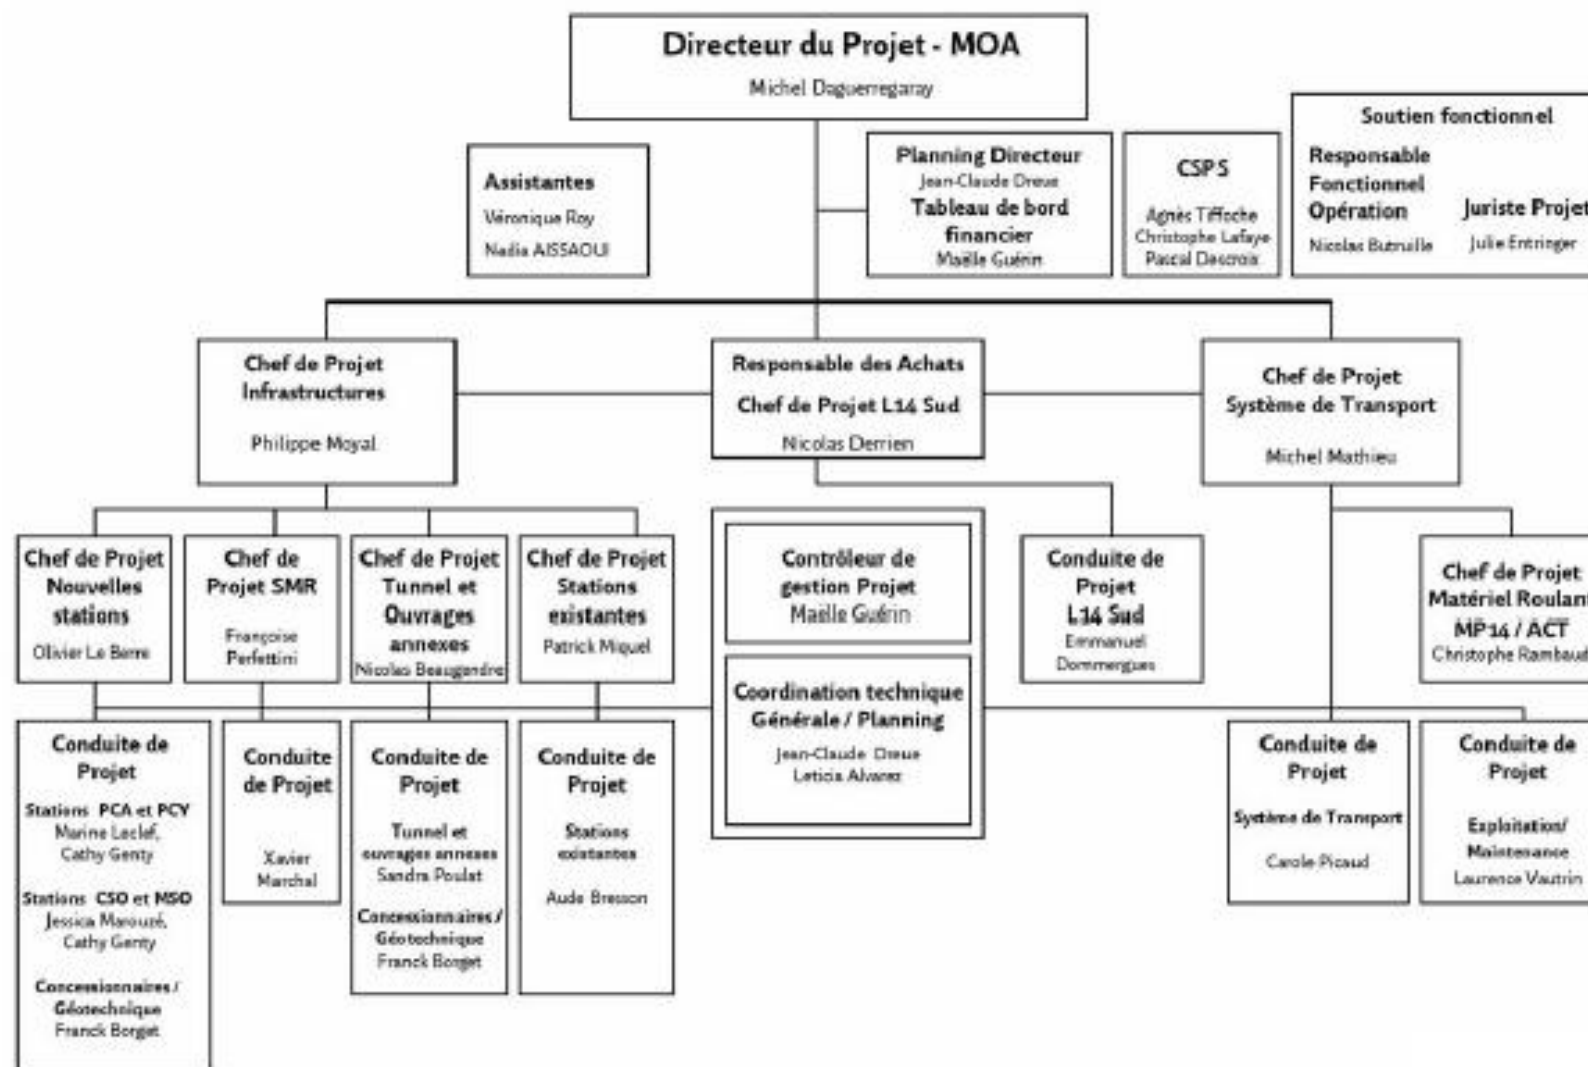 Directeur du Projet - MOA
Michel Daguerregaray
Assistantes
Véronique Roy
Nadia AISSAOUI
Planning Directeur
Jean-Claude Dreue
Tableau de bord
financier
Maëlle Guérin
CSPS
Agnès Tiffoche
Christophe Lafaye
Pascal Descroix
Soutien fonctionnel
Responsable
Fonctionnel
Opération
Nicolas Butruille
Juriste Projet
Julie Entringer
Chef de Projet
Infrastructures
Philippe Moyal
Responsable des Achats
Chef de Projet L14 Sud
Nicolas Derrien
Chef de Projet
Système de Transport
Michel Mathieu
Chef de Projet
Nouvelles
stations
Olivier Le Berre
Chef de
Projet SMR
Françoise
Perfettini
Chef de Projet
Tunnel et
Ouvrages
annexes
Nicolas Beaugendre
Chef de Projet
Stations
existantes
Patrick Miquel
Contrôleur de
gestion Projet
Maëlle Guérin
Coordination technique
Générale / Planning
Jean-Claude Dreue
Leticia Alvarez
Conduite de
Projet
L14 Sud
Emmanuel
Dommergues
Chef de Projet
Matériel Roulant
MP14 / ACT
Christophe Rambaud
Conduite de
Projet
Stations PCA et PCY
Marine Leclef,
Cathy Genty
Stations CSO et MSO
Jessica Marouzé,
Cathy Genty
Concessionnaires /
Géotechnique
Franck Borget
Conduite
de Projet
Xavier
Marchal
Conduite de
Projet
Tunnel et
ouvrages annexes
Sandra Poulat
Concessionnaires /
Géotechnique
Franck Borget
Conduite de
Projet
Stations
existantes
Aude Bresson
Conduite de
Projet
Système de Transport
Carole Picaud
Conduite de
Projet
Exploitation/
Maintenance
Laurence Vautrin